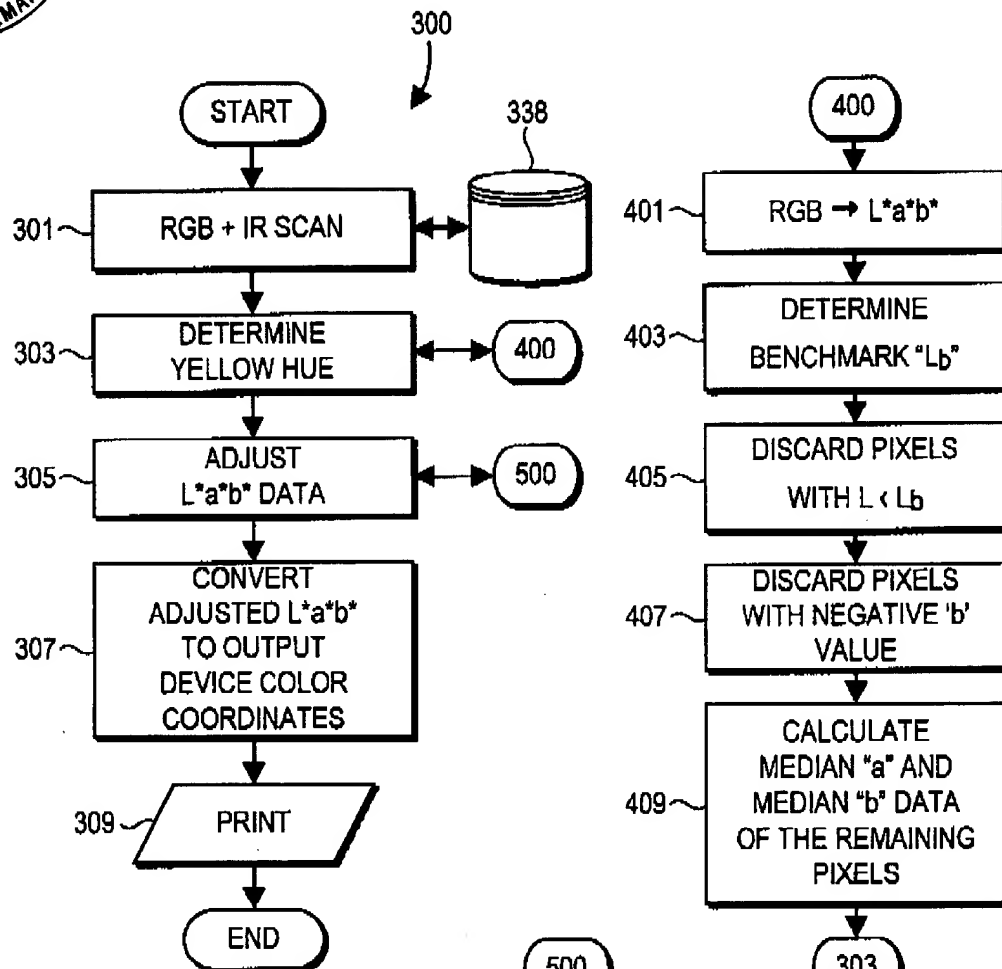 300
START
338
301
RGB + IR SCAN
303
DETERMINE
YELLOW HUE
400
305
ADJUST
L*a*b* DATA
500
307
CONVERT
ADJUSTED L*a*b*
TO OUTPUT
DEVICE COLOR
COORDINATES
309
PRINT
END
400
401
RGB → L*a*b*
403
DETERMINE
BENCHMARK "Lb"
405
DISCARD PIXELS
WITH L < Lb
407
DISCARD PIXELS
WITH NEGATIVE 'b'
VALUE
409
CALCULATE
MEDIAN "a" AND
MEDIAN "b" DATA
OF THE REMAINING
PIXELS
500
303